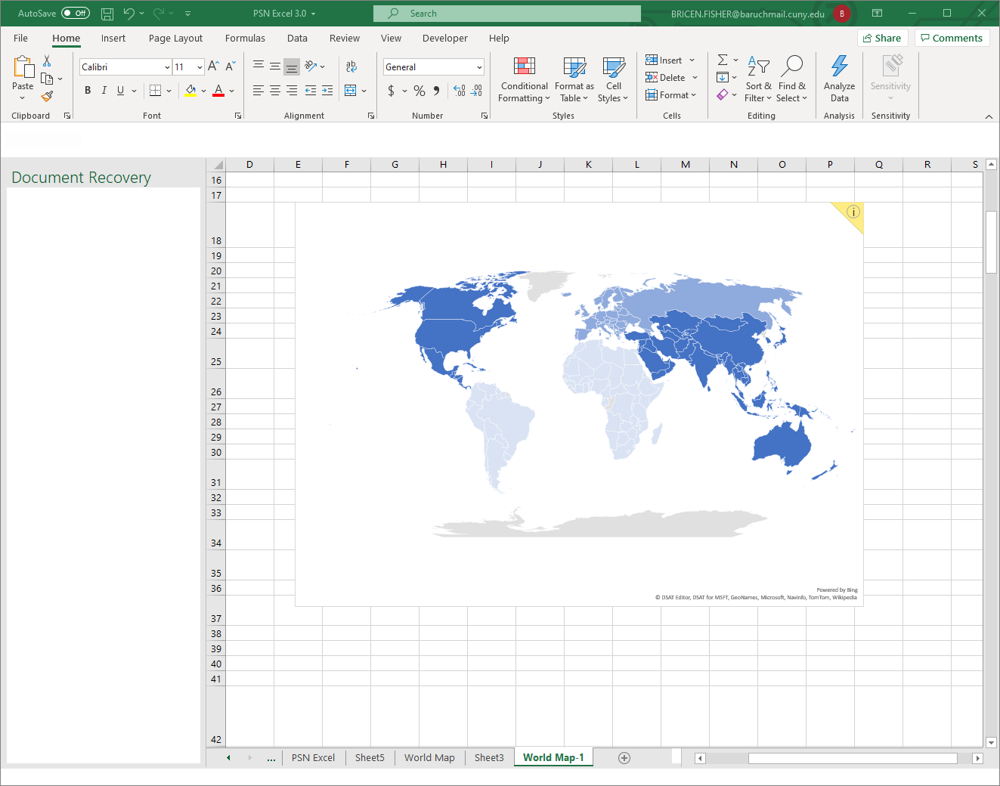 AutoSave Off PSN Excel 3.0 Search BRICEN.FISHER@baruchmail.cuny.edu B
File Home Insert Page Layout Formulas Data Review View Developer Help Share Comments
Paste
Calibri 11
B I U A A A
ab
General
$ % 9 .00 .00
Conditional Formatting
Format as Table
Cell Styles
Insert
Delete
Format
Sort & Filter
Find & Select
Analyze Data
Sensitivity
Clipboard Font Alignment Number Styles Cells Editing Analysis Sensitivity
Document Recovery
D E F G H I J K L M N O P Q R S
16
17
18
19
20
21
22
23
24
25
26
27
28
29
30
31
32
33
34
35
36
37
38
39
40
41
42
Powered by Bing
© DSAT Editor, DSAT for MSFT, GeoNames, Microsoft, Navinfo, TomTom, Wikipedia
... PSN Excel Sheet5 World Map Sheet3 World Map-1